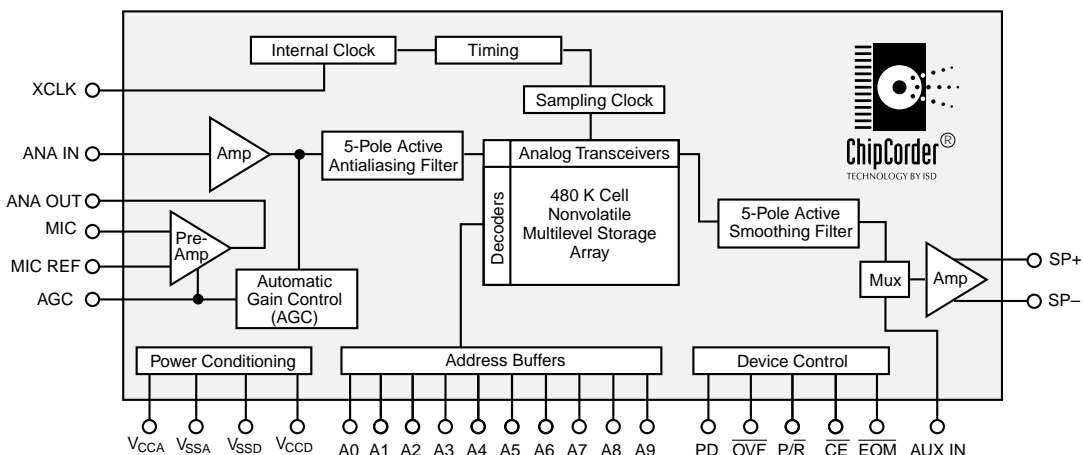 Internal Clock
Timing
XCLK
Sampling Clock
ChipCorder®
TECHNOLOGY BY ISD
ANA IN
Amp
5-Pole Active
Antialiasing Filter
Analog Transceivers
Decoders
480 K Cell
Nonvolatile
Multilevel Storage
Array
ANA OUT
MIC
Pre-
Amp
MIC REF
AGC
Automatic
Gain Control
(AGC)
5-Pole Active
Smoothing Filter
Mux
Amp
SP+
SP–
Power Conditioning
Address Buffers
Device Control
VCCA VSSA VSSD VCCD A0 A1 A2 A3 A4 A5 A6 A7 A8 A9 PD O̅V̅F̅ P/R̅ C̅E̅ E̅O̅M̅ AUX IN